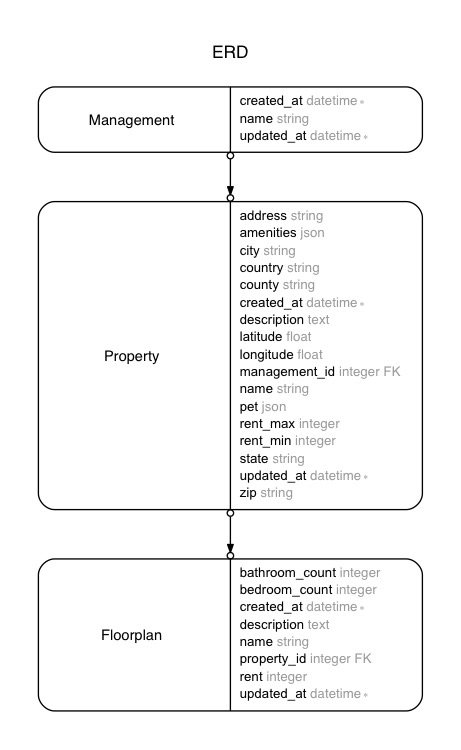 ERD
Management
created_at datetime *
name string
updated_at datetime *
Property
address string
amenities json
city string
country string
county string
created_at datetime *
description text
latitude float
longitude float
management_id integer FK
name string
pet json
rent_max integer
rent_min integer
state string
updated_at datetime *
zip string
Floorplan
bathroom_count integer
bedroom_count integer
created_at datetime *
description text
name string
property_id integer FK
rent integer
updated_at datetime *